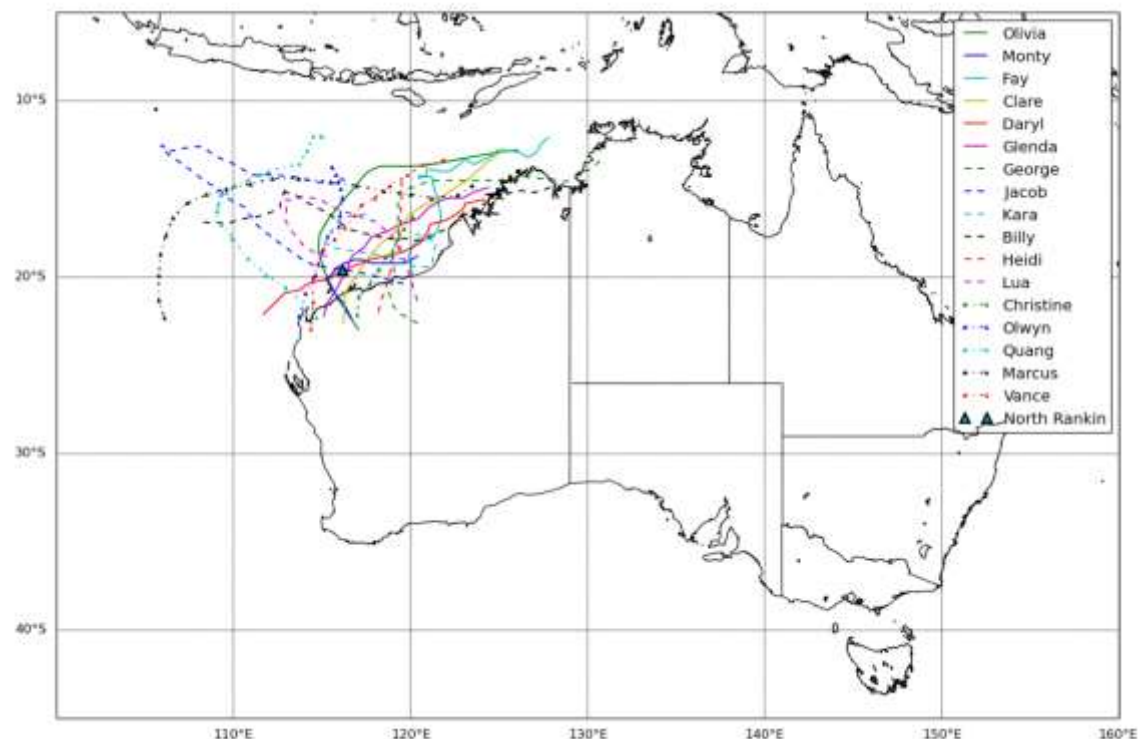 Olivia
Monty
Fay
Clare
Daryl
Glenda
George
Jacob
Kara
Billy
Heidi
Lua
Christine
Olwyn
Quang
Marcus
Vance
North Rankin
10°S
20°S
30°S
40°S
110°E
120°E
130°E
140°E
150°E
160°E